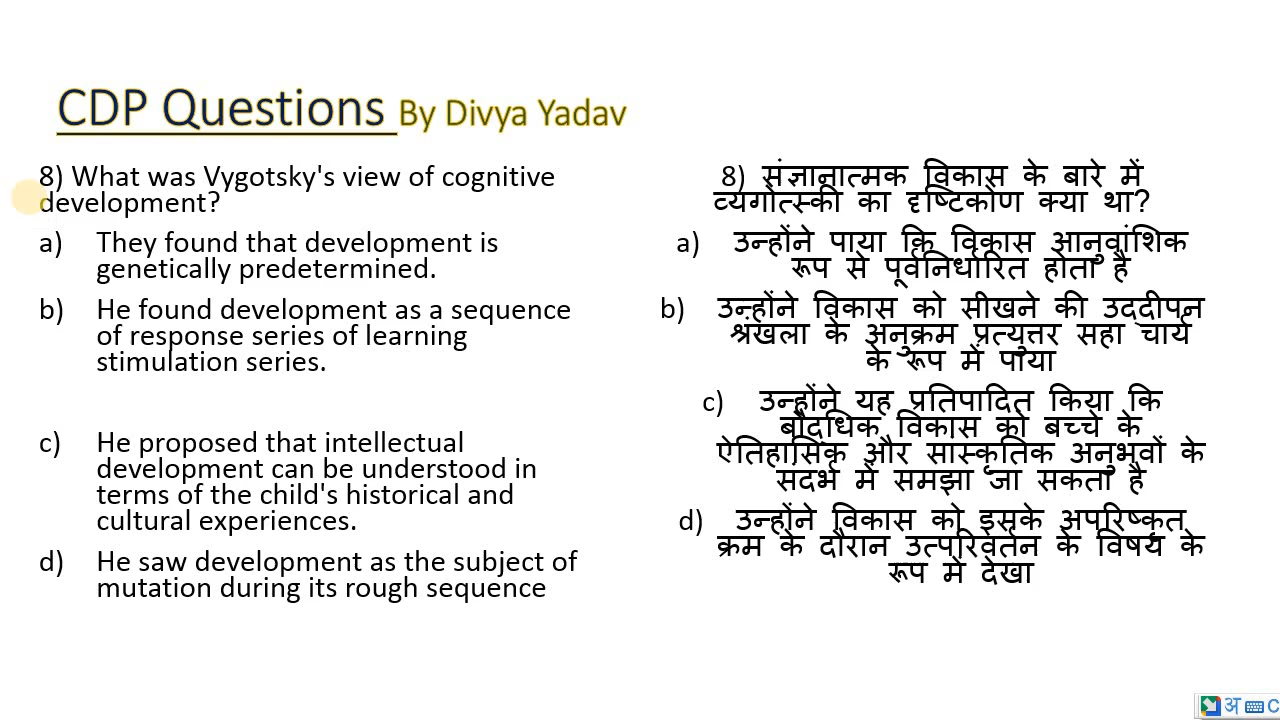 CDP Questions By Divya Yadav
8) What was Vygotsky's view of cognitive
development?
a) They found that development is
genetically predetermined.
b) He found development as a sequence
of response series of learning
stimulation series.
c) He proposed that intellectual
development can be understood in
terms of the child's historical and
cultural experiences.
d) He saw development as the subject of
mutation during its rough sequence
8) संज्ञानात्मक विकास के बारे में
व्यगोत्स्की का दृष्टिकोण क्या था?
a) उन्होंने पाया कि विकास आनुवांशिक
रूप से पूर्वनिर्धारित होता है
b) उन्होंने विकास को सीखने की उद्दीपन
श्रंखला के अनुक्रम प्रत्युत्तर सहा चार्य
के रूप में पाया
c) उन्होंने यह प्रतिपादित किया कि
बौद्धिक विकास को बच्चे के
ऐतिहासिक और सांस्कृतिक अनुभवों के
संदर्भ में समझा जा सकता है
d) उन्होंने विकास को इसके अपरिष्कृत
क्रम के दौरान उत्परिवर्तन के विषय के
रूप में देखा
अ